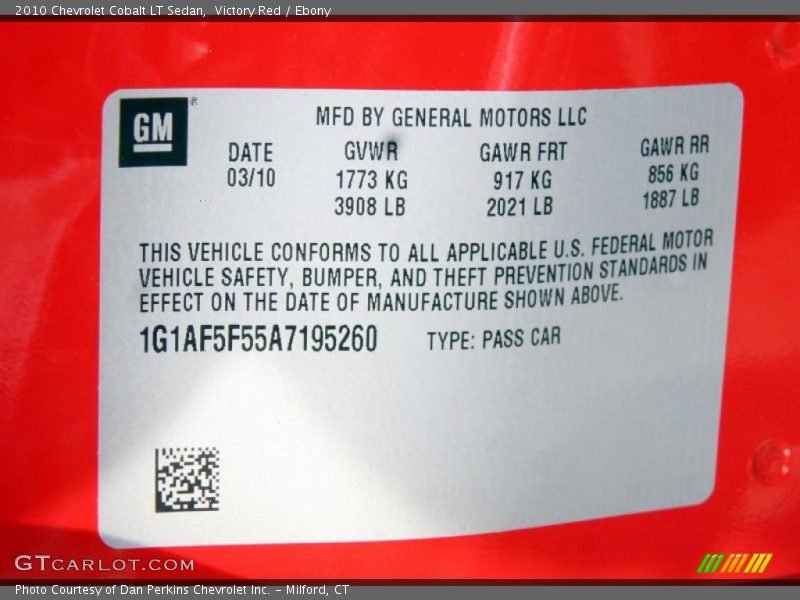 2010 Chevrolet Cobalt LT Sedan, Victory Red / Ebony
GM ®
MFD BY GENERAL MOTORS LLC
DATE GVWR GAWR FRT GAWR RR
03/10 1773 KG 917 KG 856 KG
3908 LB 2021 LB 1887 LB
THIS VEHICLE CONFORMS TO ALL APPLICABLE U.S. FEDERAL MOTOR
VEHICLE SAFETY, BUMPER, AND THEFT PREVENTION STANDARDS IN
EFFECT ON THE DATE OF MANUFACTURE SHOWN ABOVE.
1G1AF5F55A7195260 TYPE: PASS CAR
GTCARLOT.COM
Photo Courtesy of Dan Perkins Chevrolet Inc. – Milford, CT